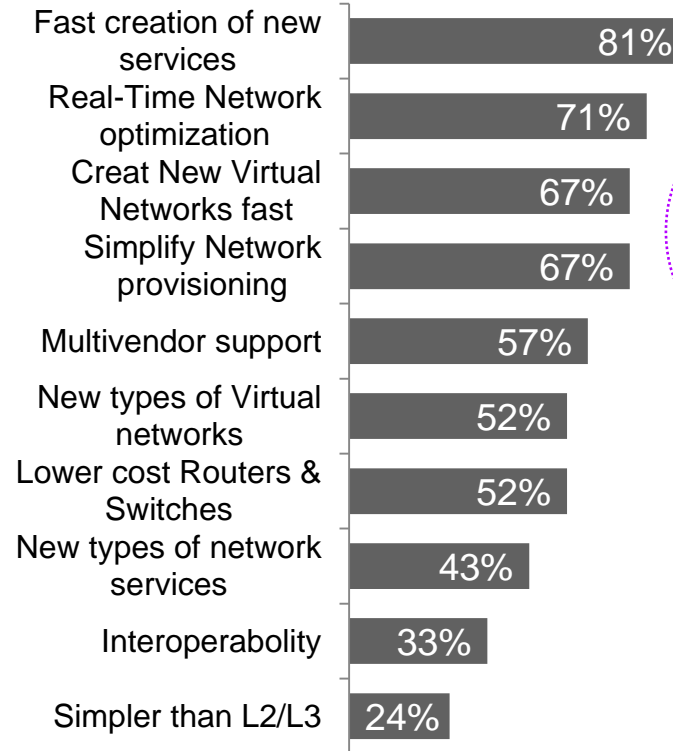 Fast creation of new
services
81%
Real-Time Network
optimization
71%
Creat New Virtual
Networks fast
67%
Simplify Network
provisioning
67%
Multivendor support
57%
New types of Virtual
networks
52%
Lower cost Routers &
Switches
52%
New types of network
services
43%
Interoperabolity
33%
Simpler than L2/L3
24%